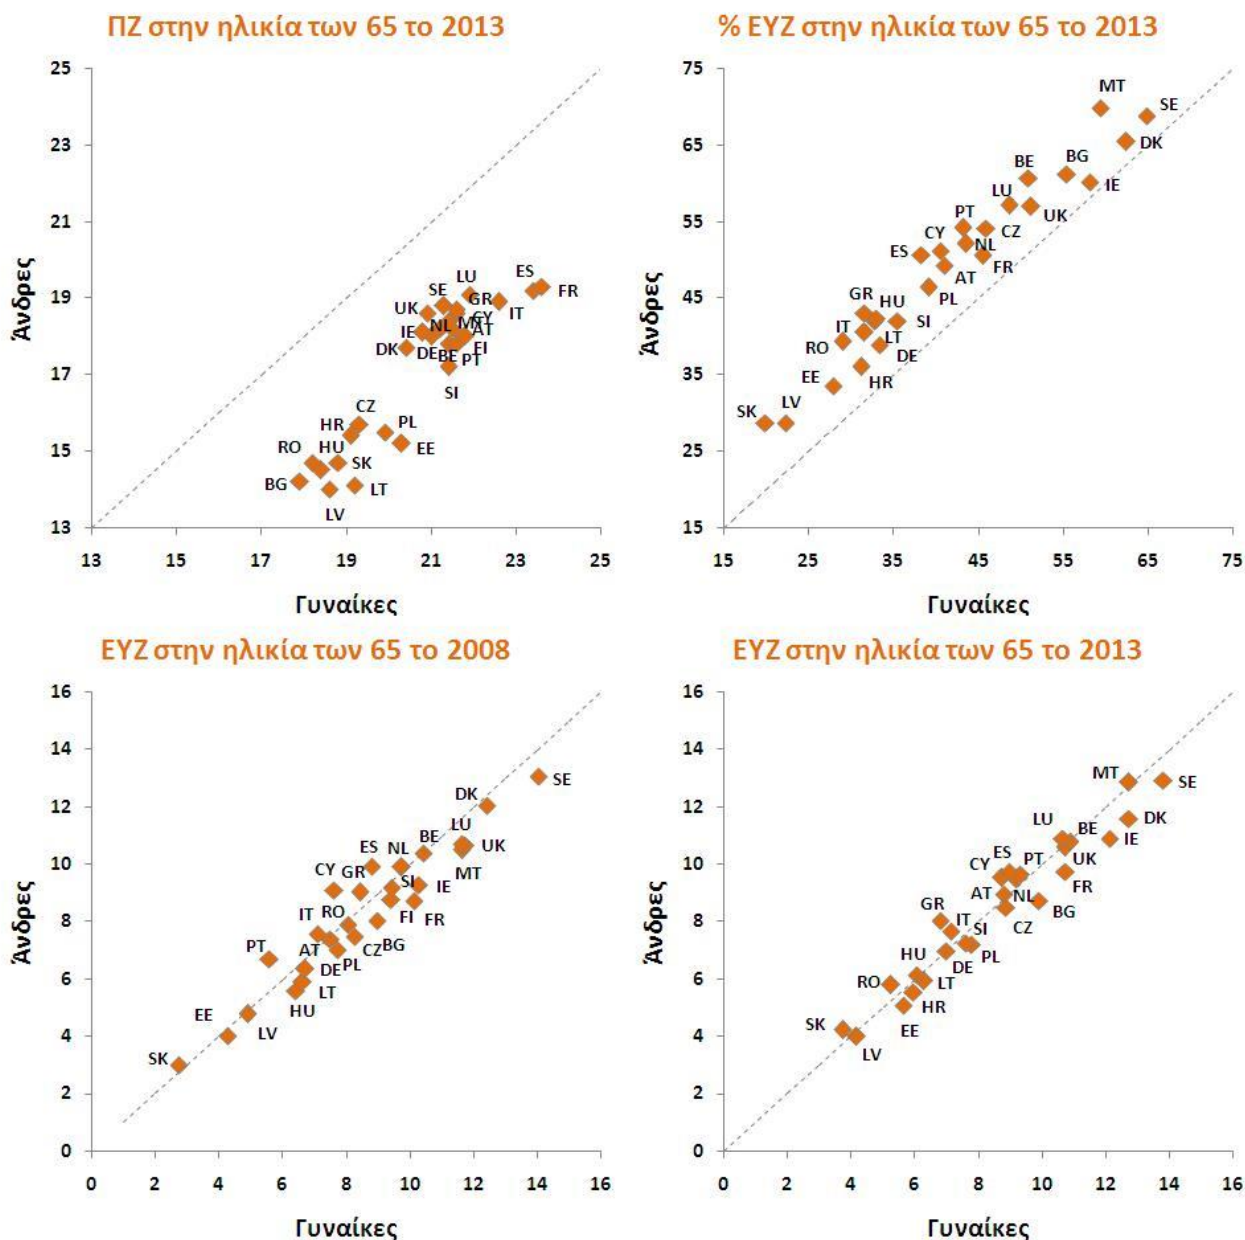 ΠΖ στην ηλικία των 65 το 2013
25
23
21
19
17
15
13
13
15
17
19
21
23
25
Άνδρες
Γυναίκες
ES
FR
LU
IT
SE
GR
UK
CY
MT
NL
AT
IE
DK
DE
BE
FI
PT
SI
CZ
HR
PL
EE
RO
HU
SK
BG
LT
LV
% ΕΥΖ στην ηλικία των 65 το 2013
75
65
55
45
35
25
15
15
25
35
45
55
65
75
Άνδρες
Γυναίκες
MT
SE
DK
BE
BG
IE
LU
UK
PT
CZ
CY
NL
ES
FR
AT
PL
GR
HU
SI
IT
LT
RO
DE
EE
HR
SK
LV
ΕΥΖ στην ηλικία των 65 το 2008
16
14
12
10
8
6
4
2
0
0
2
4
6
8
10
12
14
16
Άνδρες
Γυναίκες
SE
DK
LU
BE
UK
ES
NL
MT
CY
GR
SI
IE
IT
RO
FI
FR
PT
AT
CZ
BG
DE
PL
LT
HU
EE
LV
SK
ΕΥΖ στην ηλικία των 65 το 2013
16
14
12
10
8
6
4
2
0
0
2
4
6
8
10
12
14
16
Άνδρες
Γυναίκες
MT
SE
DK
LU
BE
IE
ES
CY
PT
UK
FR
AT
NL
BG
GR
IT
SI
CZ
HU
DE
PL
RO
LT
HR
EE
SK
LV